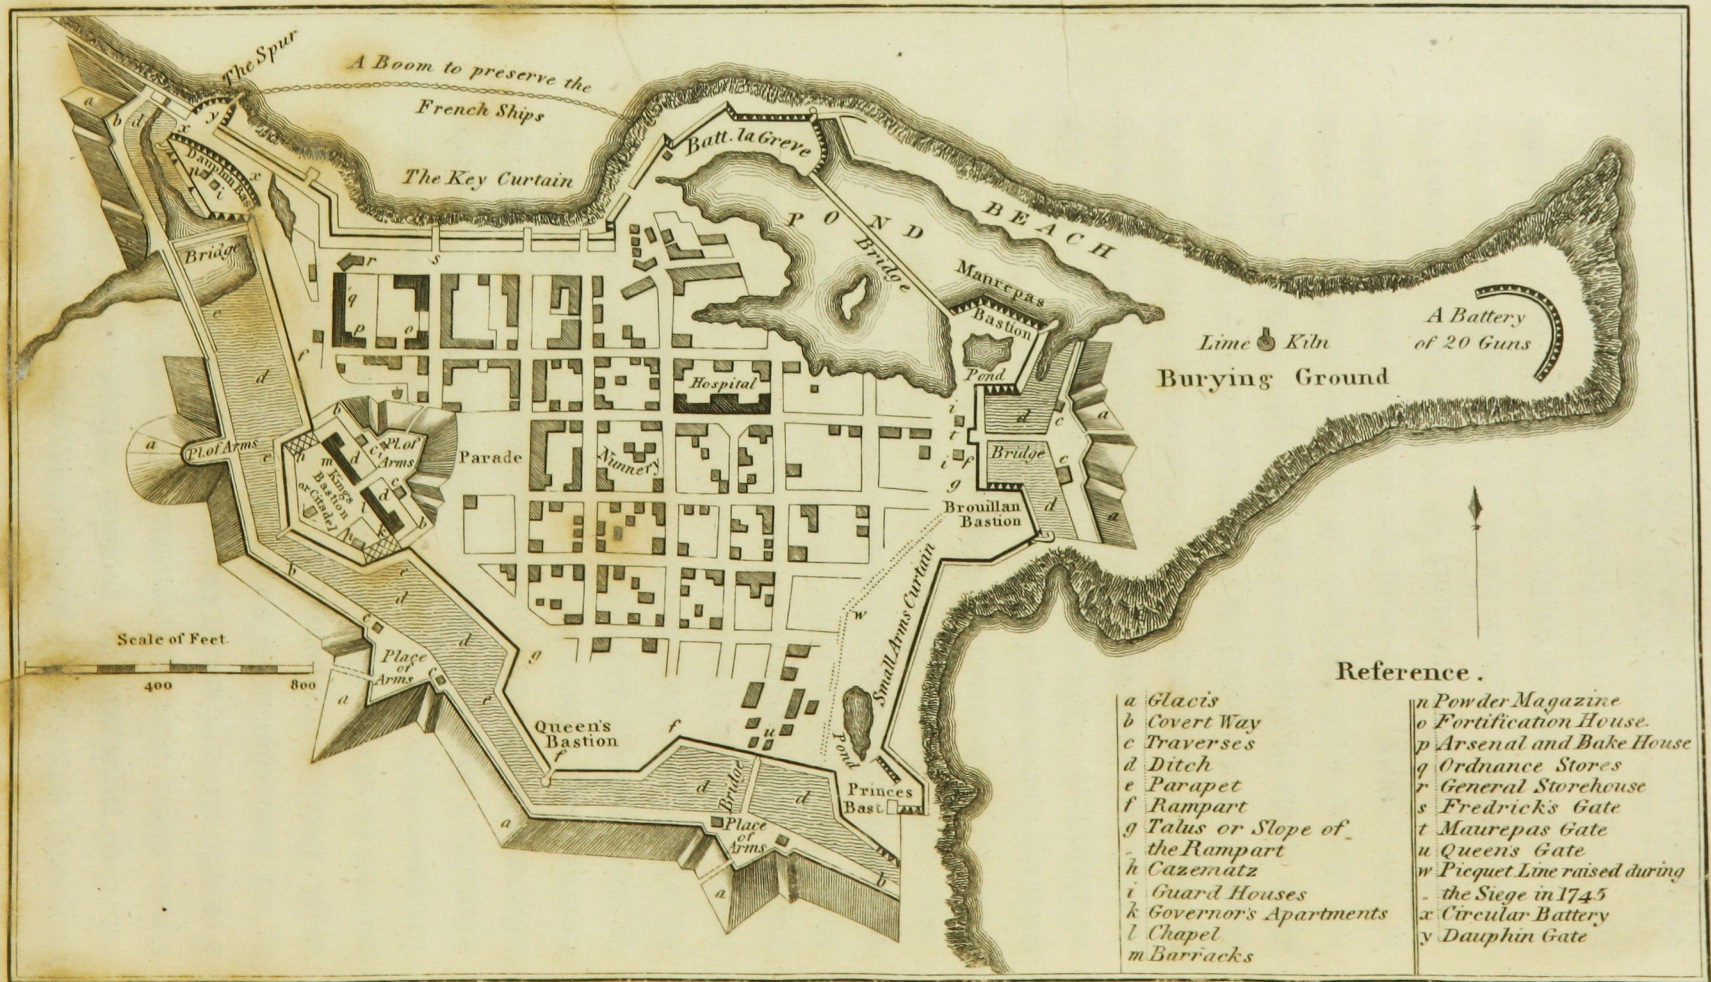 The Spur
A Boom to preserve the
French Ships
The Key Curtain
Batt. la Greve
Dauphin Bas
Bridge
POND
BEACH
Bridge
Manrepas
Bastion
Pond
Lime Kiln
Burying Ground
A Battery
of 20 Guns
Hospital
Pl. of Arms
Pl. of
Arms
Kings
Bastion
or Citadel
Parade
Nunnery
Bridge
Brouillan
Bastion
Small Arms Curtain
Scale of Feet.
400 800
Place
of
Arms
Queen's
Bastion
Bridge
Place
of
Arms
Pond
Princes
Bast.
Reference.
a Glacis
b Covert Way
c Traverses
d Ditch
e Parapet
f Rampart
g Talus or Slope of
the Rampart
h Cazematz
i Guard Houses
k Governor's Apartments
l Chapel
m Barracks
n Powder Magazine
o Fortification House.
p Arsenal and Bake House
q Ordnance Stores
r General Storehouse
s Fredrick's Gate
t Maurepas Gate
u Queen's Gate
w Picquet Line raised during
the Siege in 1745
x Circular Battery
y Dauphin Gate